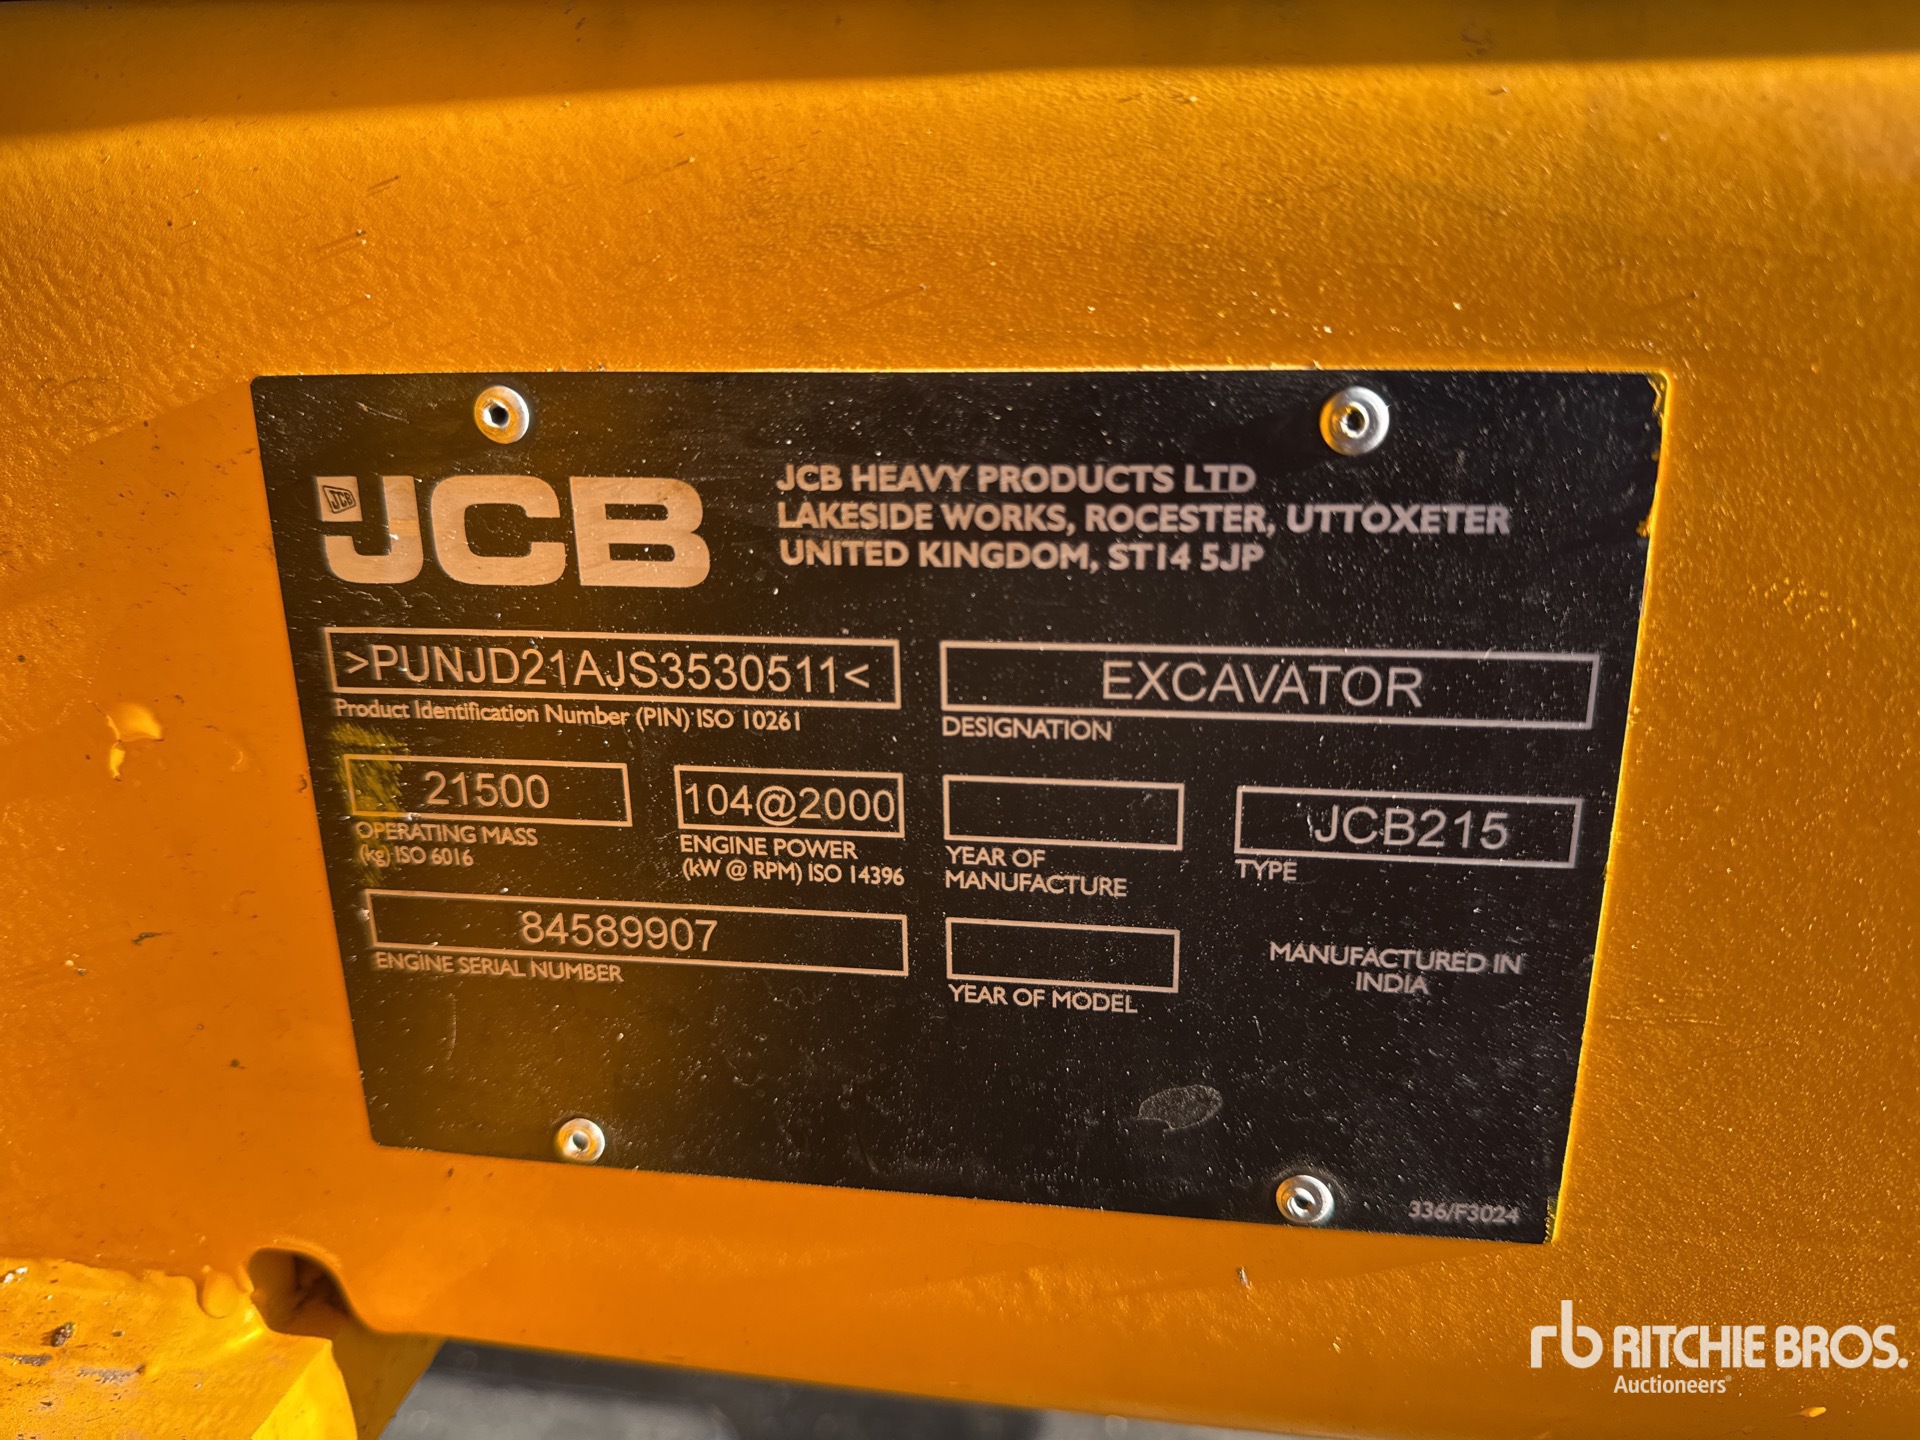 JCB
JCB
JCB HEAVY PRODUCTS LTD
LAKESIDE WORKS, ROCESTER, UTTOXETER
UNITED KINGDOM, ST14 5JP
>PUNJD21AJS3530511<
Product Identification Number (PIN) ISO 10261
EXCAVATOR
DESIGNATION
21500
OPERATING MASS
(kg) ISO 6016
104@2000
ENGINE POWER
(kW @ RPM) ISO 14396
YEAR OF
MANUFACTURE
JCB215
TYPE
84589907
ENGINE SERIAL NUMBER
YEAR OF MODEL
MANUFACTURED IN
INDIA
336/F3024
rb RITCHIE BROS.
Auctioneers